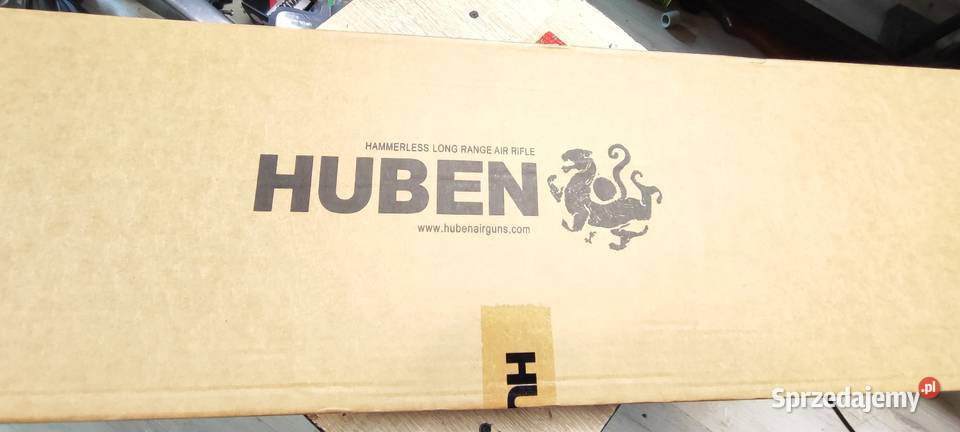 HAMMERLESS LONG RANGE AIR RIFLE
HUBEN
www.hubenairguns.com
HU
Sprzedajemy.pl